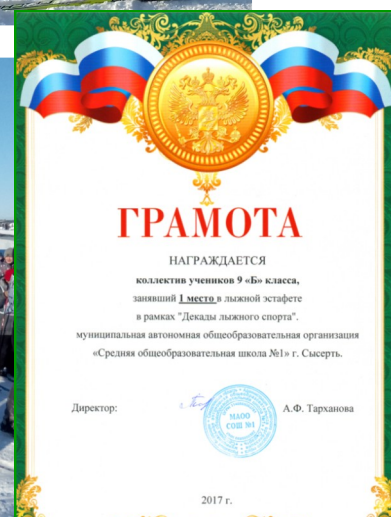 ГРАМОТА
НАГРАЖДАЕТСЯ
коллектив учеников 9 «Б» класса,
занявший 1 место в лыжной эстафете
в рамках "Декады лыжного спорта".
муниципальная автономная общеобразовательная организация
«Средняя общеобразовательная школа №1» г. Сысерть.
Директор: А.Ф. Тарханова
МАОО
СОШ №1
2017 г.